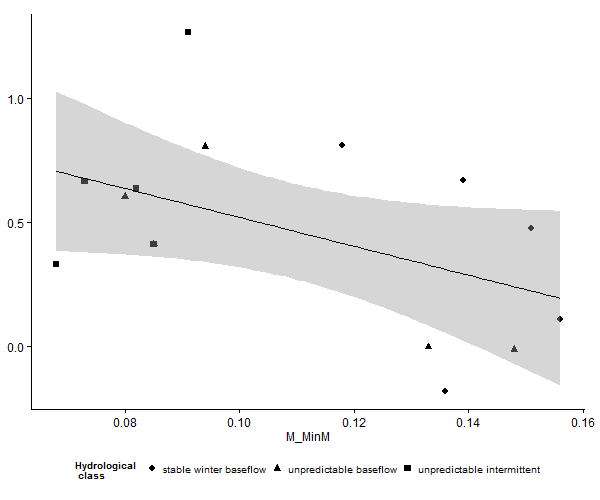 1.0
0.5
0.0
0.08 0.10 0.12 0.14 0.16
M_MinM
Hydrological
class
stable winter baseflow unpredictable baseflow unpredictable intermittent